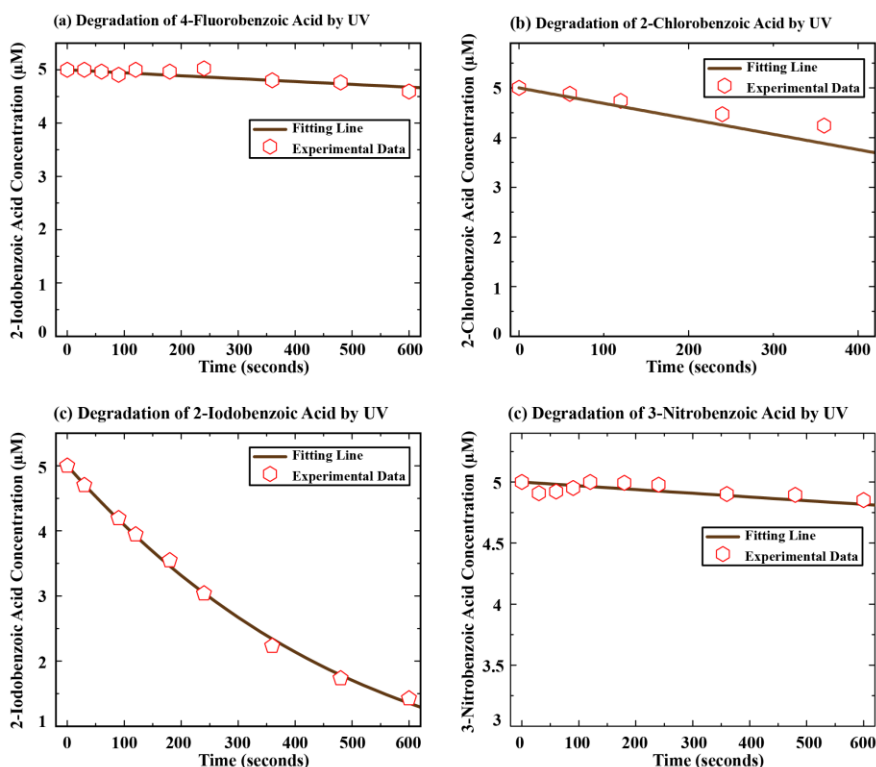 (a) Degradation of 4-Fluorobenzoic Acid by UV
2-Iodobenzoic Acid Concentration (µM)
5
4
3
2
1
0
Fitting Line
Experimental Data
0 100 200 300 400 500 600
Time (seconds)
(b) Degradation of 2-Chlorobenzoic Acid by UV
2-Chlorobenzoic Acid Concentration (µM)
6
5
4
3
2
1
0
Fitting Line
Experimental Data
0 100 200 300 400
Time (seconds)
(c) Degradation of 2-Iodobenzoic Acid by UV
2-Iodobenzoic Acid Concentration (µM)
5
4
3
2
1
Fitting Line
Experimental Data
0 100 200 300 400 500 600
Time (seconds)
(c) Degradation of 3-Nitrobenzoic Acid by UV
3-Nitrobenzoic Acid Concentration (µM)
5
4.75
4
3.5
3
Fitting Line
Experimental Data
0 100 200 300 400 500 600
Time (seconds)